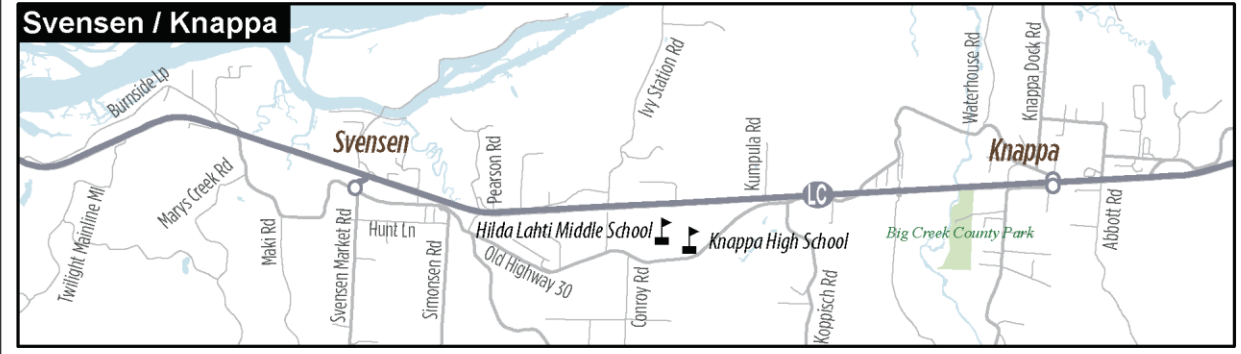 Svensen / Knappa
Burnside Lp
Svensen
Ivy Station Rd
Waterhouse Rd
Knappa Dock Rd
Knappa
Pearson Rd
Kumpula Rd
LC
Marys Creek Rd
Twilight Mainline Ml
Maki Rd
Svensen Market Rd
Hunt Ln
Simonsen Rd
Hilda Lahti Middle School
Knappa High School
Old Highway 30
Conroy Rd
Koppisch Rd
Big Creek County Park
Abbott Rd